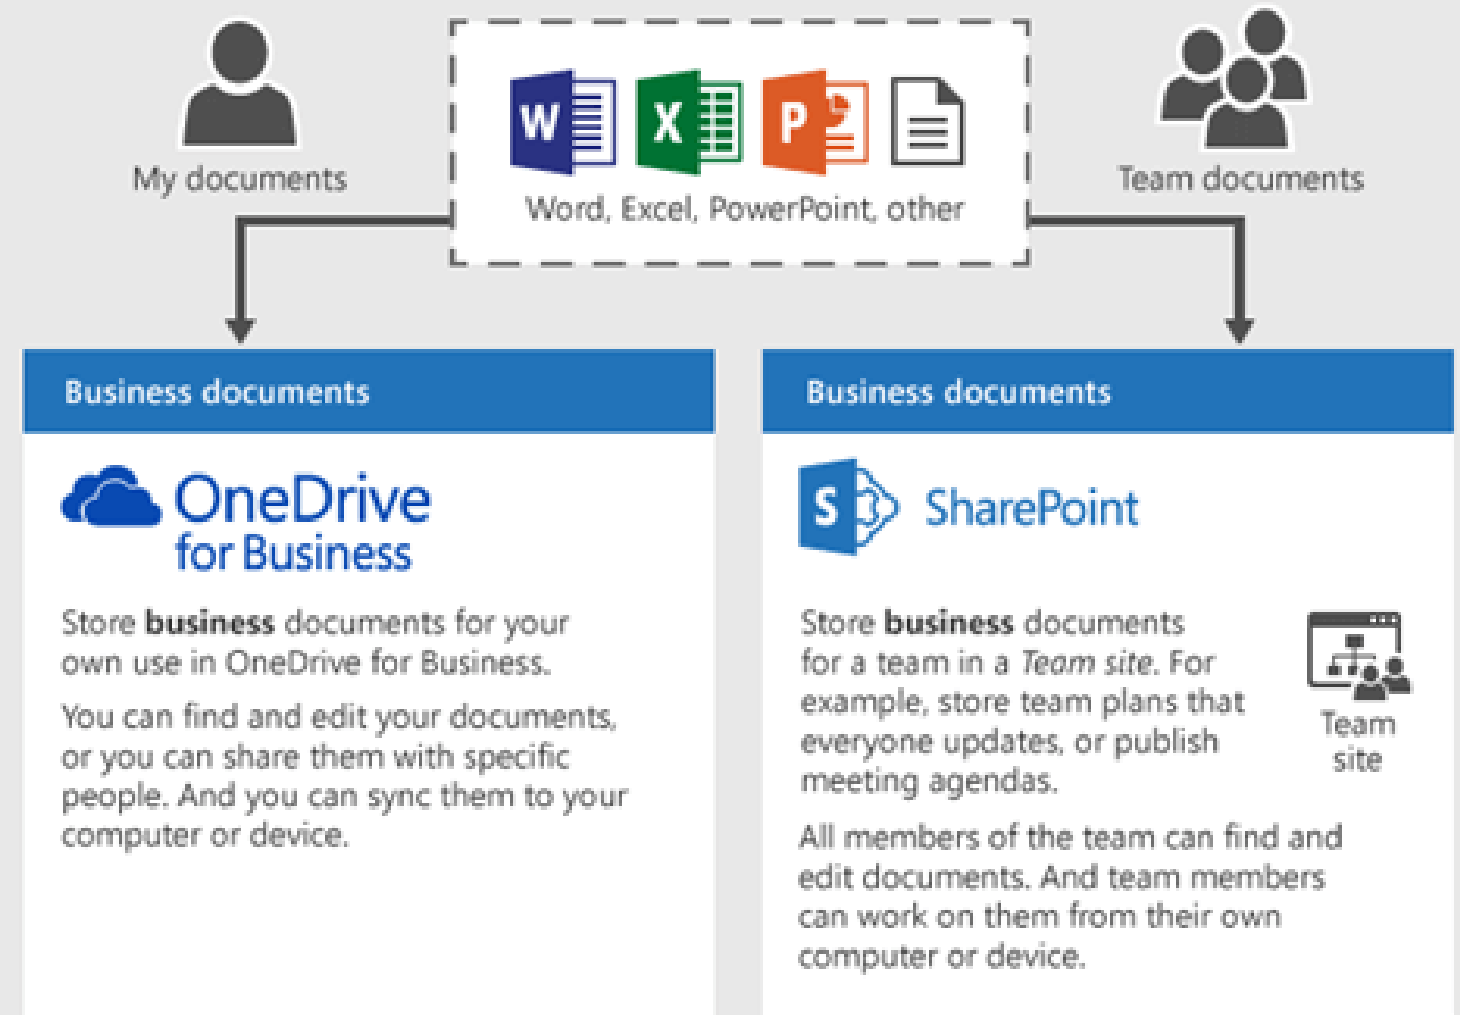 My documents
W
X
P
Word, Excel, PowerPoint, other
Team documents
Business documents
OneDrive
for Business
Store business documents for your
own use in OneDrive for Business.
You can find and edit your documents,
or you can share them with specific
people. And you can sync them to your
computer or device.
Business documents
S
SharePoint
Store business documents
for a team in a Team site. For
example, store team plans that
everyone updates, or publish
meeting agendas.
Team
site
All members of the team can find and
edit documents. And team members
can work on them from their own
computer or device.